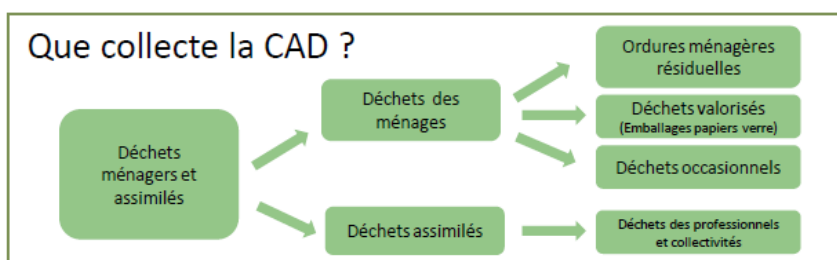 Que collecte la CAD ?
Déchets
ménagers et
assimilés
Déchets des
ménages
Ordures ménagères
résiduelles
Déchets valorisés
(Emballages papiers verre)
Déchets occasionnels
Déchets assimilés
Déchets des professionnels
et collectivités